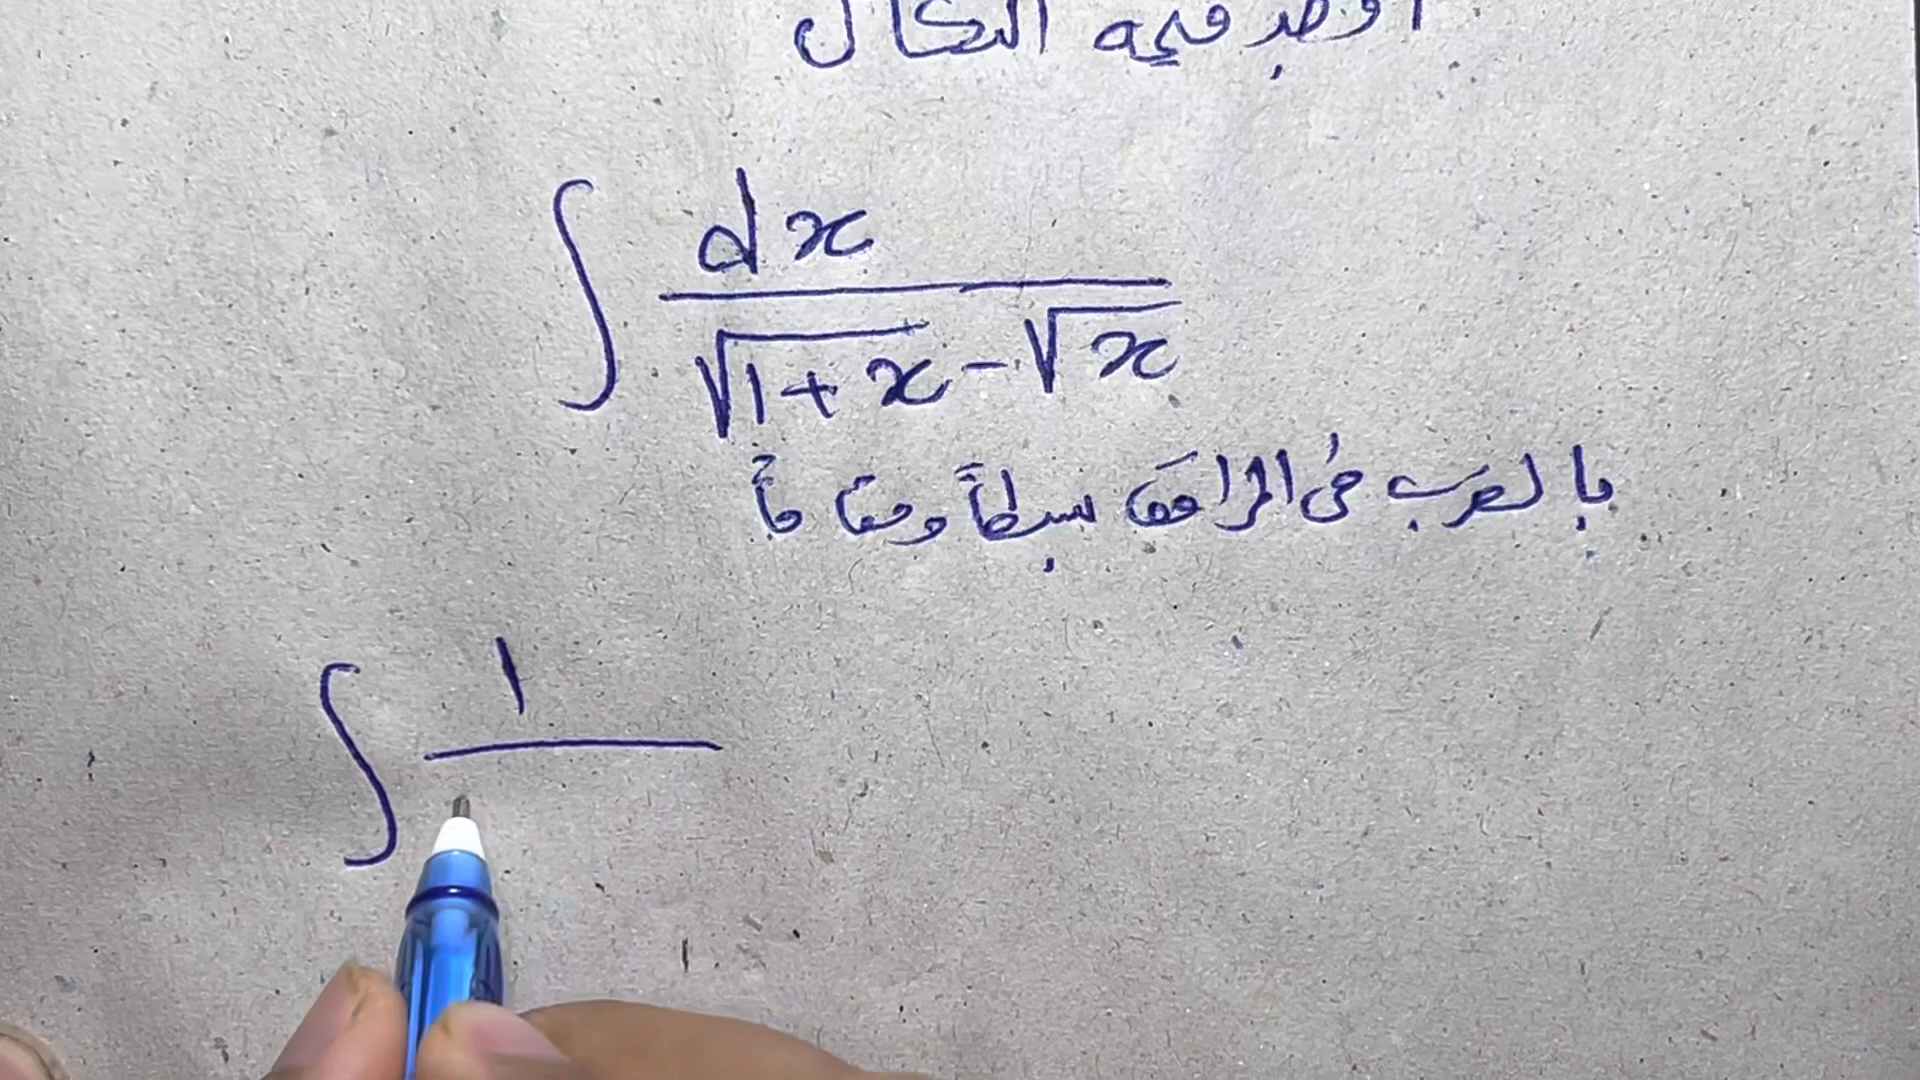 أوجد قيمة التكامل
∫ dx / (√(1+x) - √x)
بالضرب في المرافق بسطاً ومقاماً
∫ 1 /